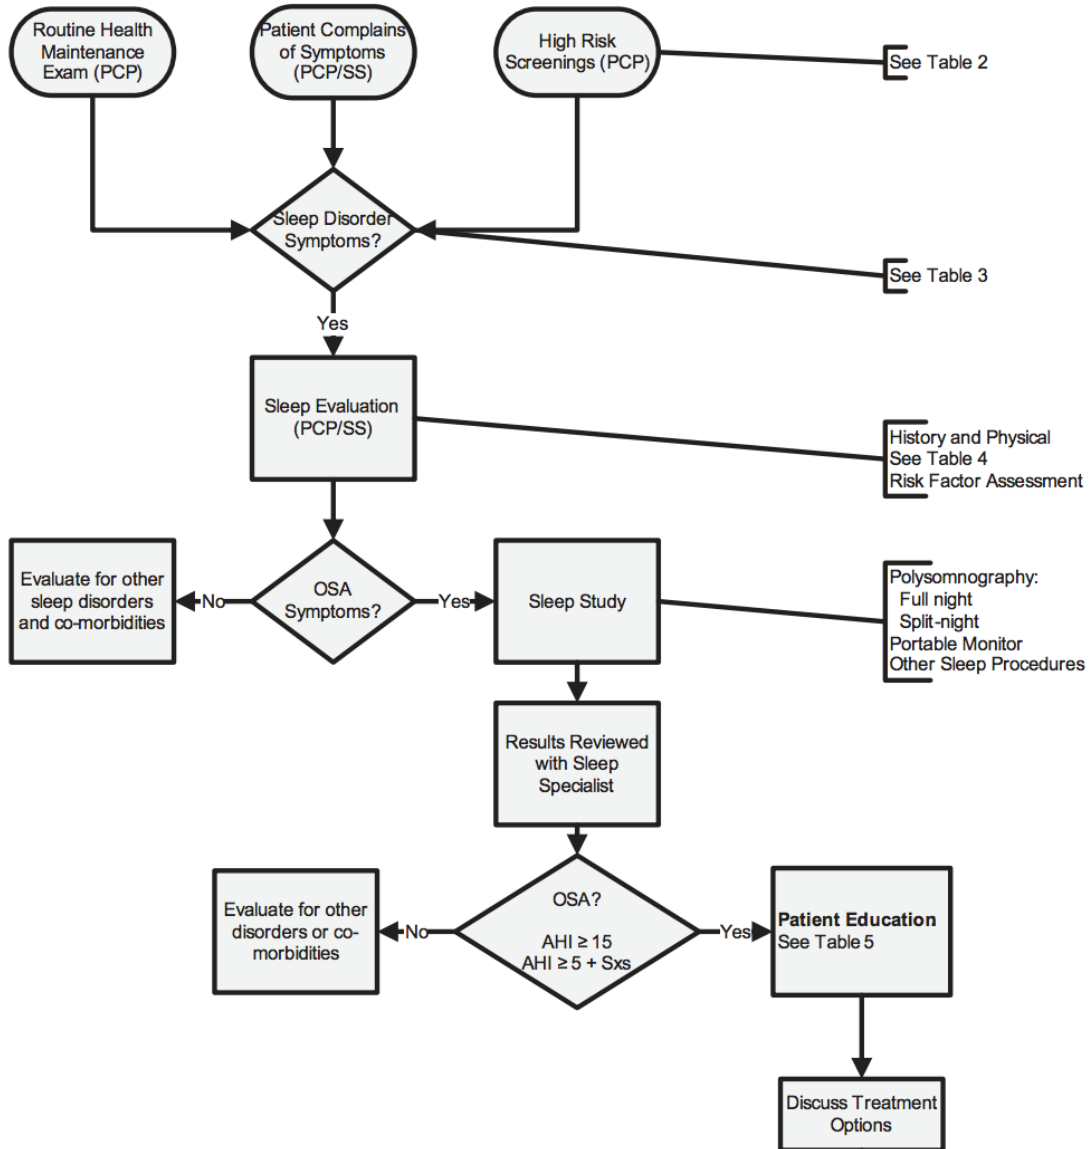 Routine Health
Maintenance
Exam (PCP)
Patient Complains
of Symptoms
(PCP/SS)
High Risk
Screenings (PCP)
See Table 2
Sleep Disorder
Symptoms?
See Table 3
Yes
Sleep Evaluation
(PCP/SS)
History and Physical
See Table 4
Risk Factor Assessment
Evaluate for other
sleep disorders
and co-morbidities
No
OSA
Symptoms?
Yes
Sleep Study
Polysomnography:
Full night
Split-night
Portable Monitor
Other Sleep Procedures
Results Reviewed
with Sleep
Specialist
Evaluate for other
disorders or co-
morbidities
No
OSA?
AHI ≥ 15
AHI ≥ 5 + Sxs
Yes
Patient Education
See Table 5
Discuss Treatment
Options